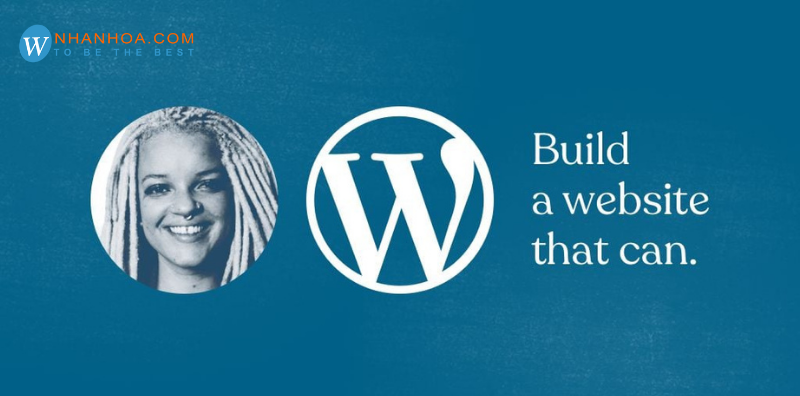 W NHANHOA.COM
TO BE THE BEST
W
Build
a website
that can.